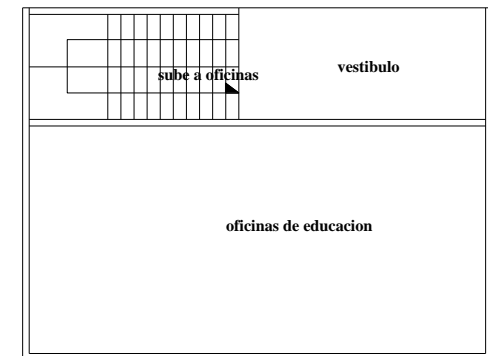 vestibulo
sube a oficinas
oficinas de educacion